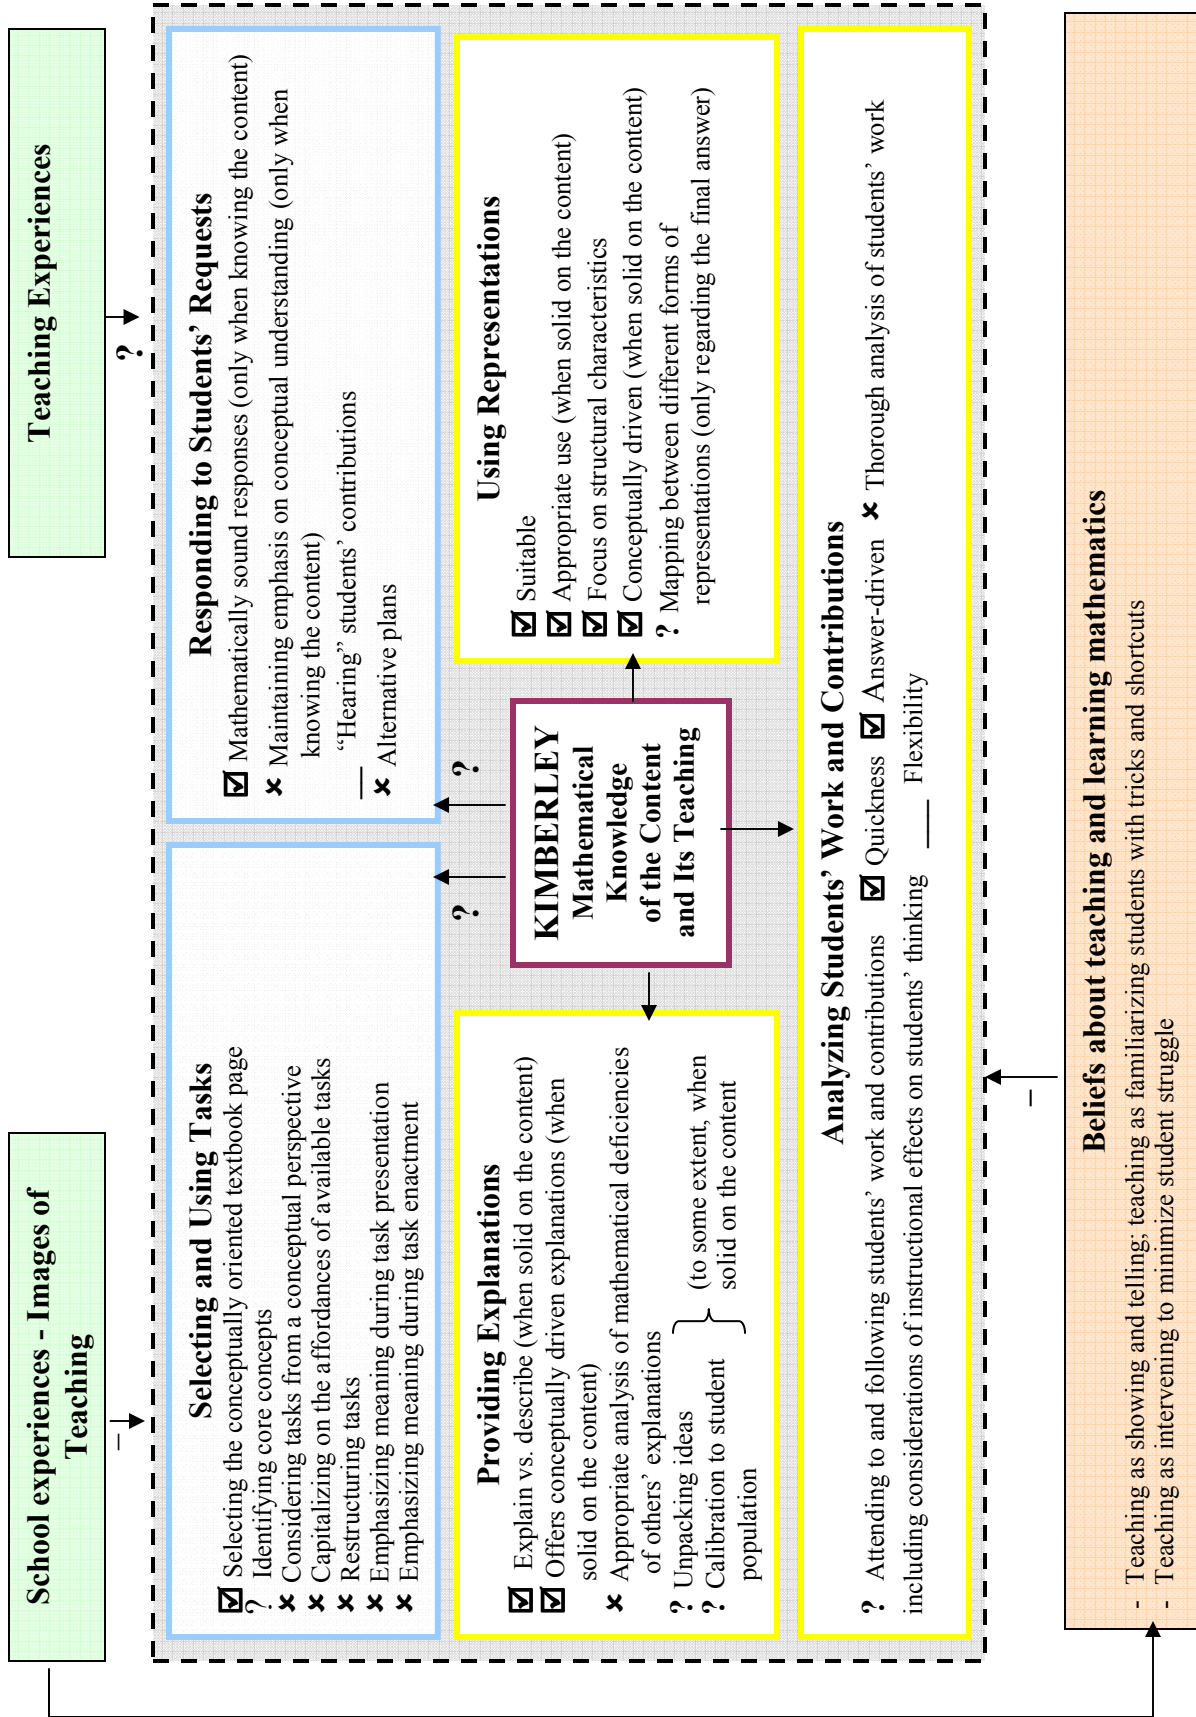 School experiences - Images of
Teaching
Teaching Experiences
–
?
Selecting and Using Tasks
☑ Selecting the conceptually oriented textbook page
? Identifying core concepts
✖ Considering tasks from a conceptual perspective
✖ Capitalizing on the affordances of available tasks
✖ Restructuring tasks
✖ Emphasizing meaning during task presentation
✖ Emphasizing meaning during task enactment
Responding to Students’ Requests
☑ Mathematically sound responses (only when knowing the content)
✖ Maintaining emphasis on conceptual understanding (only when
knowing the content)
__ “Hearing” students’ contributions
✖ Alternative plans
?
?
Providing Explanations
☑ Explain vs. describe (when solid on the content)
☑ Offers conceptually driven explanations (when
solid on the content)
✖ Appropriate analysis of mathematical deficiencies
of others’ explanations
? Unpacking ideas
? Calibration to student
population
(to some extent, when
solid on the content
KIMBERLEY
Mathematical
Knowledge
of the Content
and Its Teaching
Using Representations
☑ Suitable
☑ Appropriate use (when solid on the content)
☑ Focus on structural characteristics
☑ Conceptually driven (when solid on the content)
? Mapping between different forms of
representations (only regarding the final answer)
Analyzing Students’ Work and Contributions
? Attending to and following students’ work and contributions ☑ Quickness ☑ Answer-driven ✖ Thorough analysis of students’ work
including considerations of instructional effects on students’ thinking ___ Flexibility
–
Beliefs about teaching and learning mathematics
- Teaching as showing and telling; teaching as familiarizing students with tricks and shortcuts
- Teaching as intervening to minimize student struggle